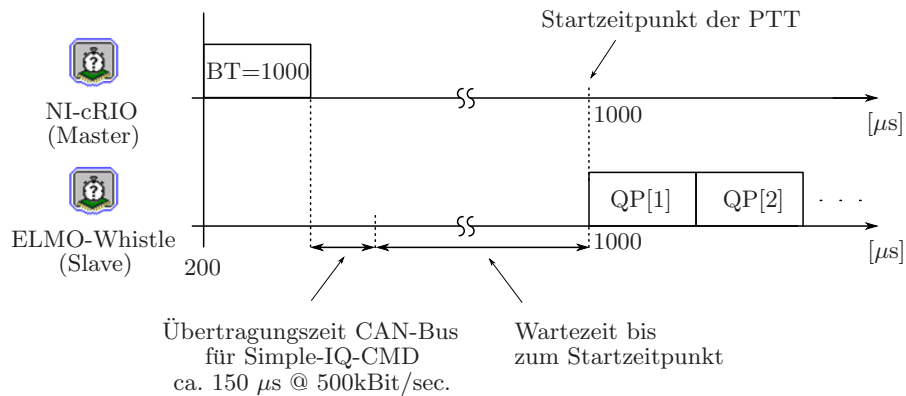 Startzeitpunkt der PTT
BT=1000
NI-cRIO
(Master)
1000
[μs]
QP[1]
QP[2]
. . .
ELMO-Whistle
(Slave)
200
1000
[μs]
Übertragungszeit CAN-Bus
für Simple-IQ-CMD
ca. 150 μs @ 500kBit/sec.
Wartezeit bis
zum Startzeitpunkt